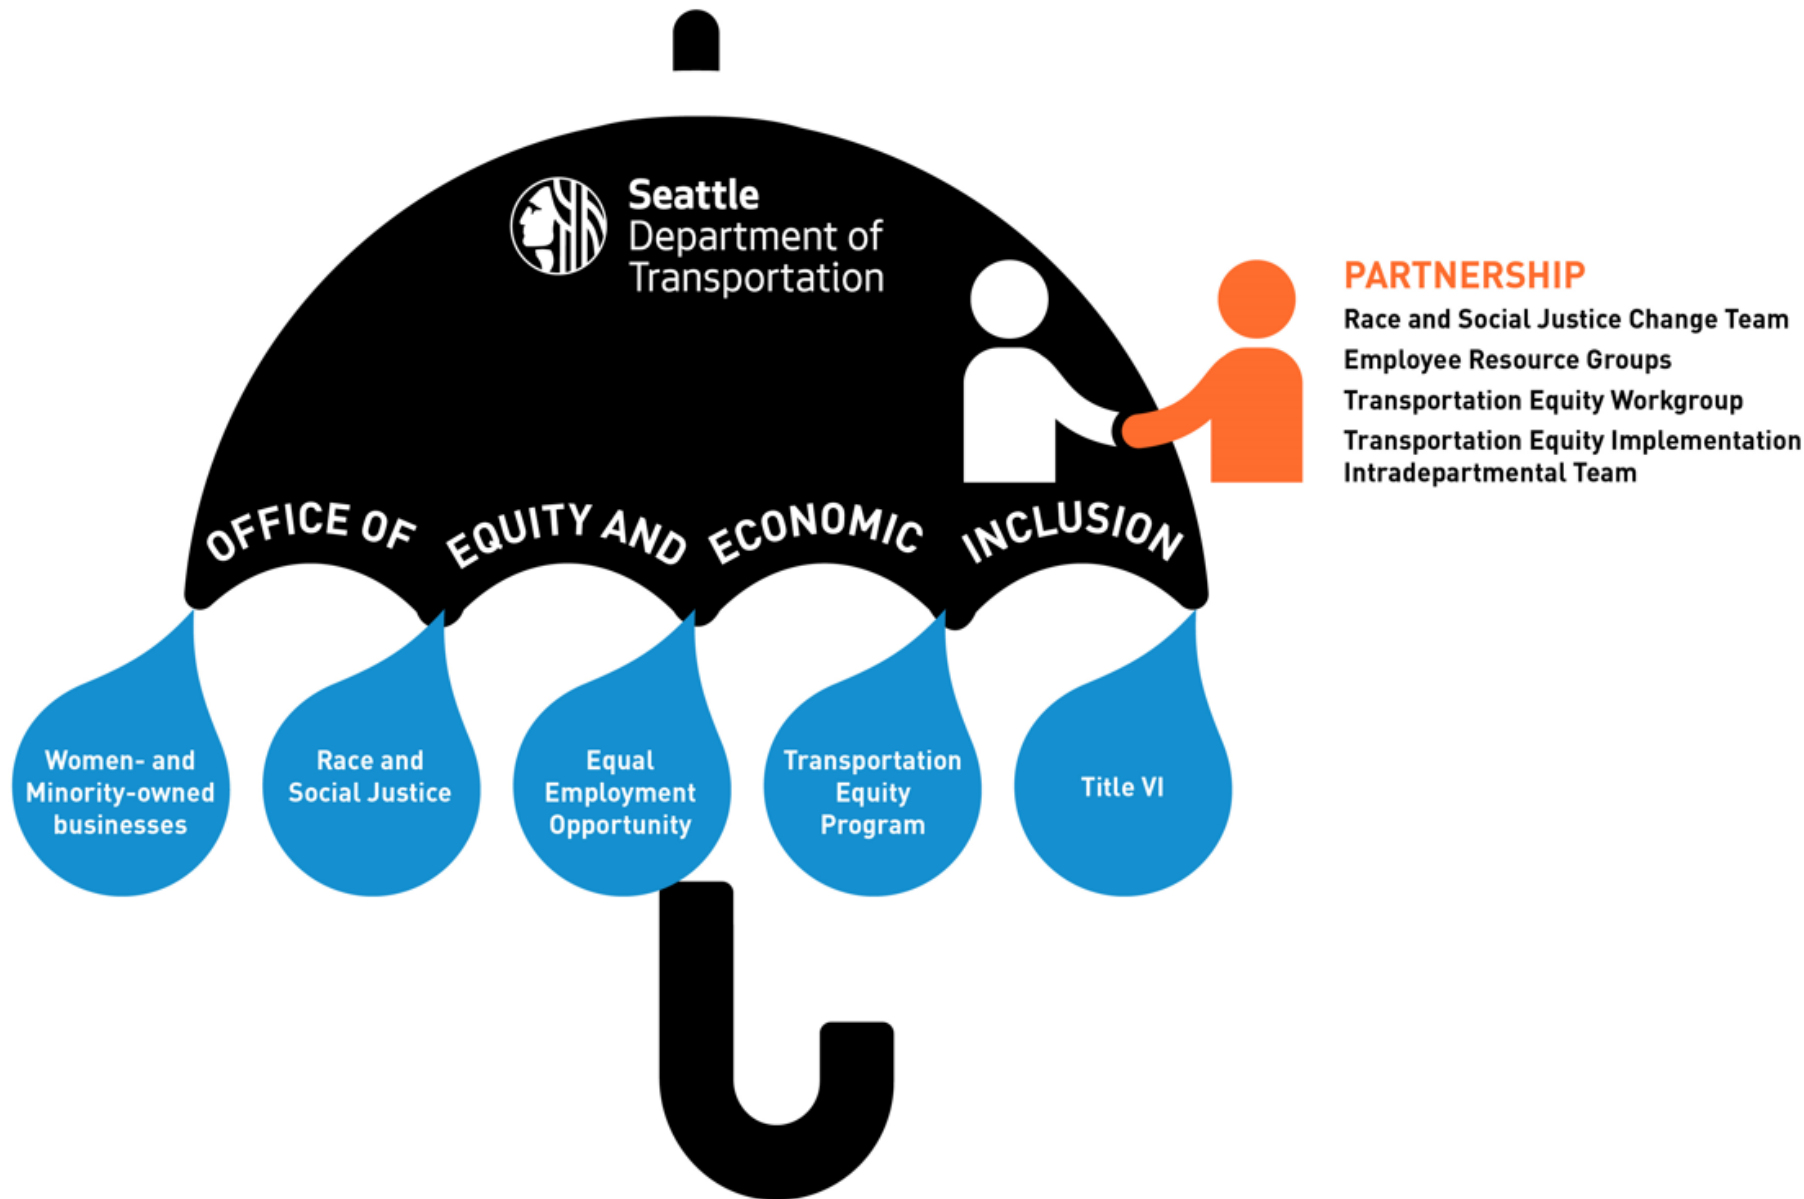 Seattle
Department of
Transportation
PARTNERSHIP
Race and Social Justice Change Team
Employee Resource Groups
Transportation Equity Workgroup
Transportation Equity Implementation
Intradepartmental Team
OFFICE OF EQUITY AND ECONOMIC INCLUSION
Women- and
Minority-owned
businesses
Race and
Social Justice
Equal
Employment
Opportunity
Transportation
Equity
Program
Title VI